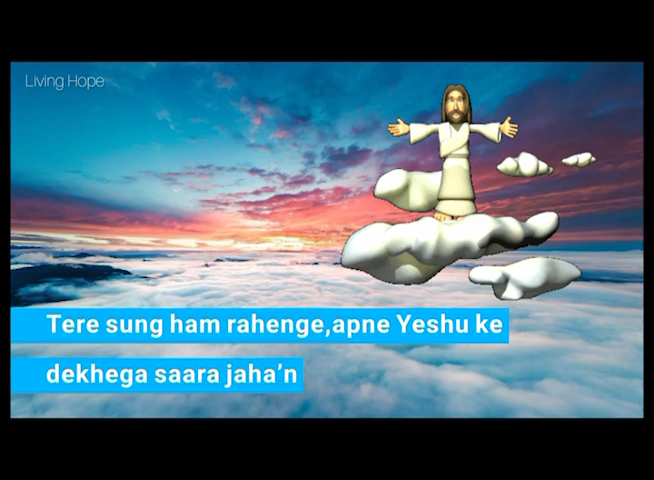 Living Hope
Tere sung ham rahenge,apne Yeshu ke
dekhega saara jaha’n